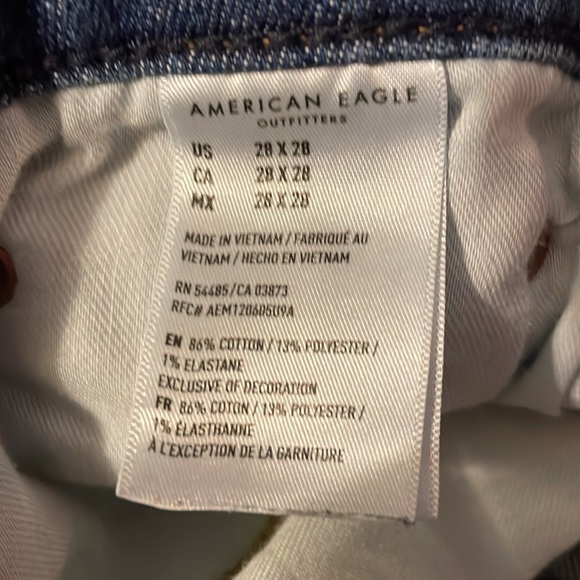 AMERICAN EAGLE
OUTFITTERS
US 28 X 28
CA 28 X 28
MX 28 X 28
MADE IN VIETNAM / FABRIQUÉ AU
VIETNAM / HECHO EN VIETNAM
RN 54485/CA 03873
RFC# AEM120605U9A
EN 86% COTTON / 13% POLYESTER /
1% ELASTANE
EXCLUSIVE OF DECORATION
FR 86% COTON / 13% POLYESTER /
1% ÉLASTHANNE
À L'EXCEPTION DE LA GARNITURE